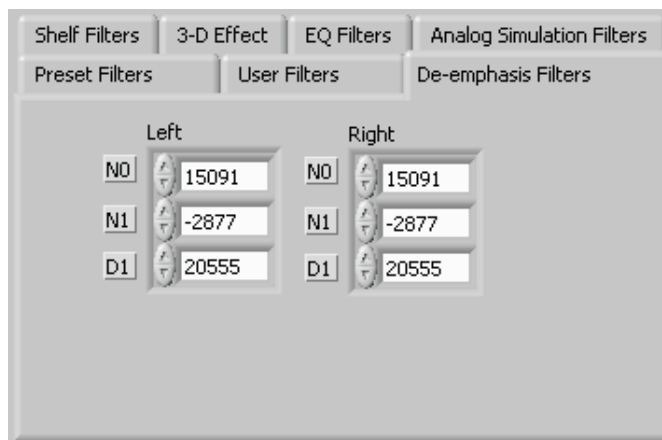 Shelf Filters 3-D Effect EQ Filters Analog Simulation Filters
Preset Filters User Filters De-emphasis Filters
Left Right
N0 15091 N0 15091
N1 -2877 N1 -2877
D1 20555 D1 20555